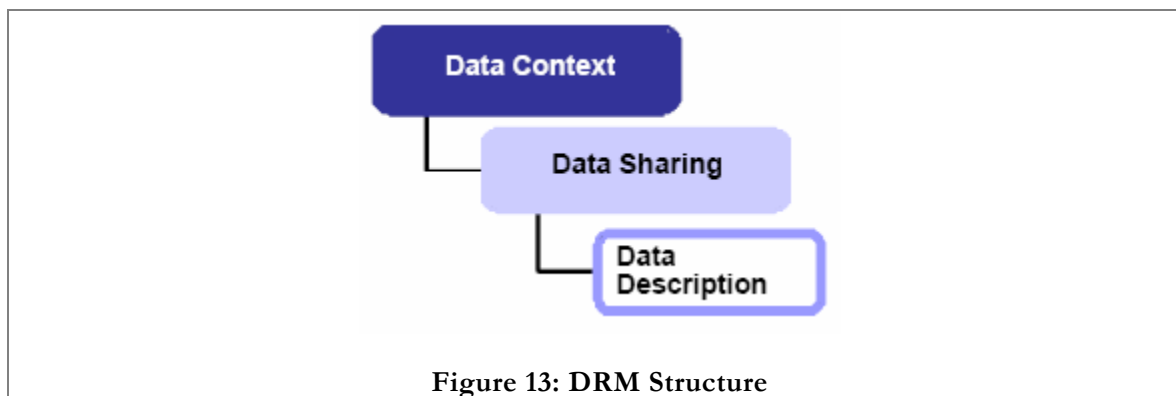 Data Context
Data Sharing
Data
Description
Figure 13: DRM Structure